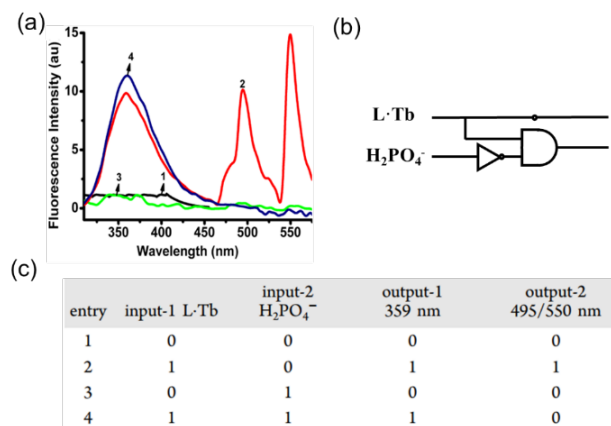 (a)
Fluorescence Intensity (au)
15
10
5
0
4
2
3
1
350 400 450 500 550
Wavelength (nm)
(b)
L·Tb
H₂PO₄⁻
(c)
entry input-1 L·Tb input-2 H₂PO₄⁻ output-1 359 nm output-2 495/550 nm
1 0 0 0 0
2 1 0 1 1
3 0 1 0 0
4 1 1 1 0